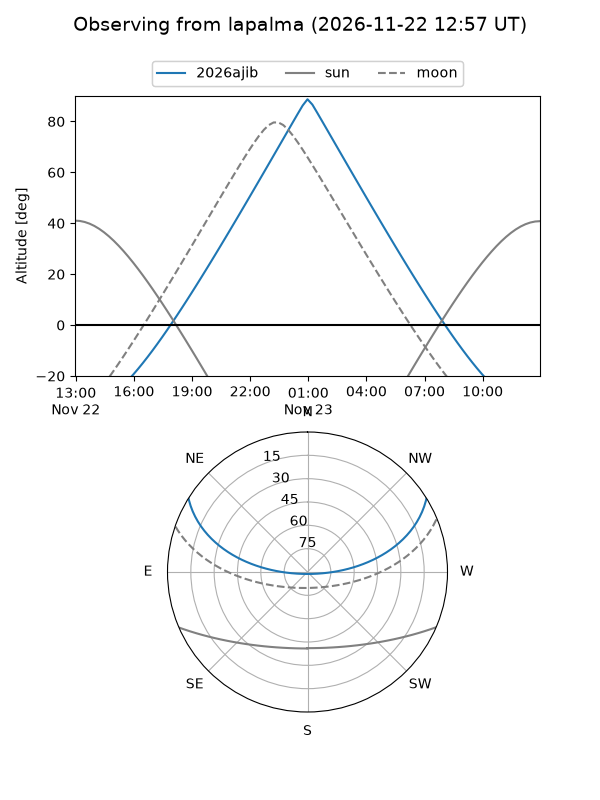 Observing from lapalma (2026-11-22 12:57 UT)
2026ajib sun moon
Altitude [deg]
80
60
40
20
0
−20
13:00 16:00 19:00 22:00 01:00 04:00 07:00 10:00
Nov 22 Nov 23
N
NE NW
15
30
45
60
75
E W
SE SW
S